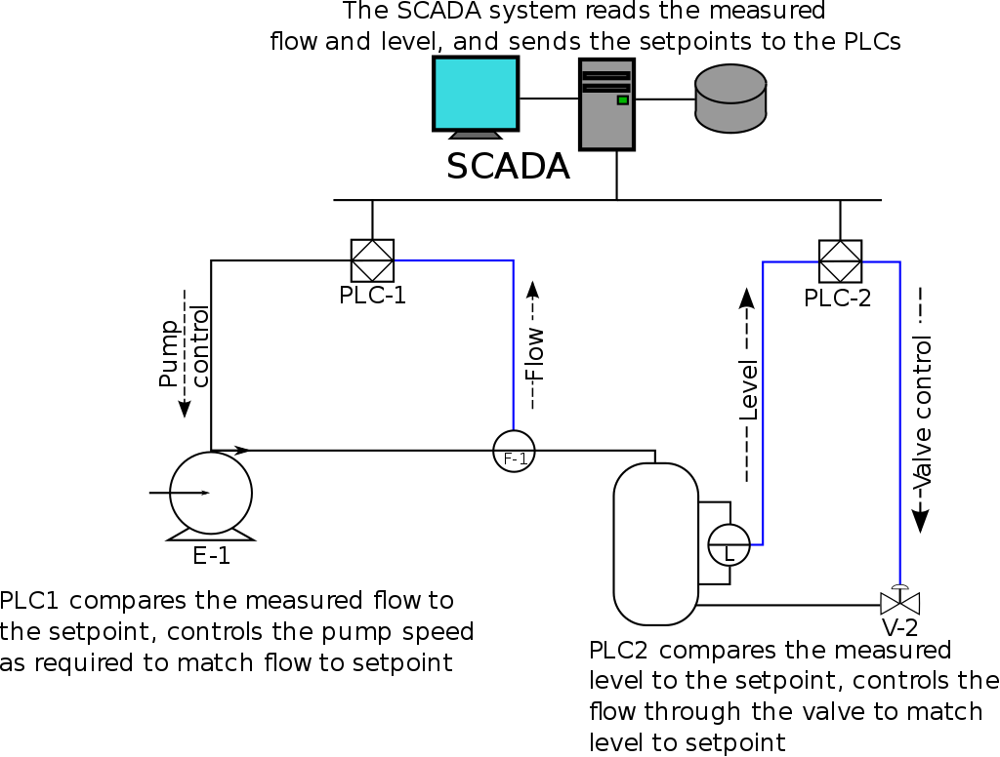 The SCADA system reads the measured
flow and level, and sends the setpoints to the PLCs
SCADA
PLC-1
PLC-2
Pump
control
Flow
Level
Valve control
F-1
L
E-1
V-2
PLC1 compares the measured flow to
the setpoint, controls the pump speed
as required to match flow to setpoint
PLC2 compares the measured
level to the setpoint, controls the
flow through the valve to match
level to setpoint